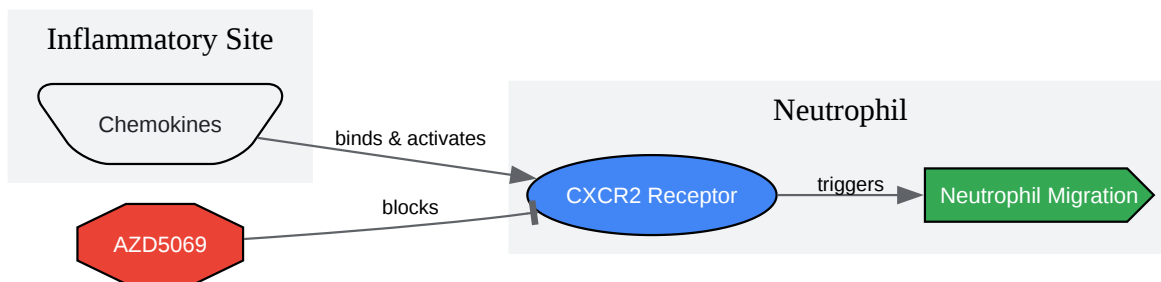 Inflammatory Site
Chemokines
binds & activates
Neutrophil
CXCR2 Receptor
triggers
Neutrophil Migration
blocks
AZD5069